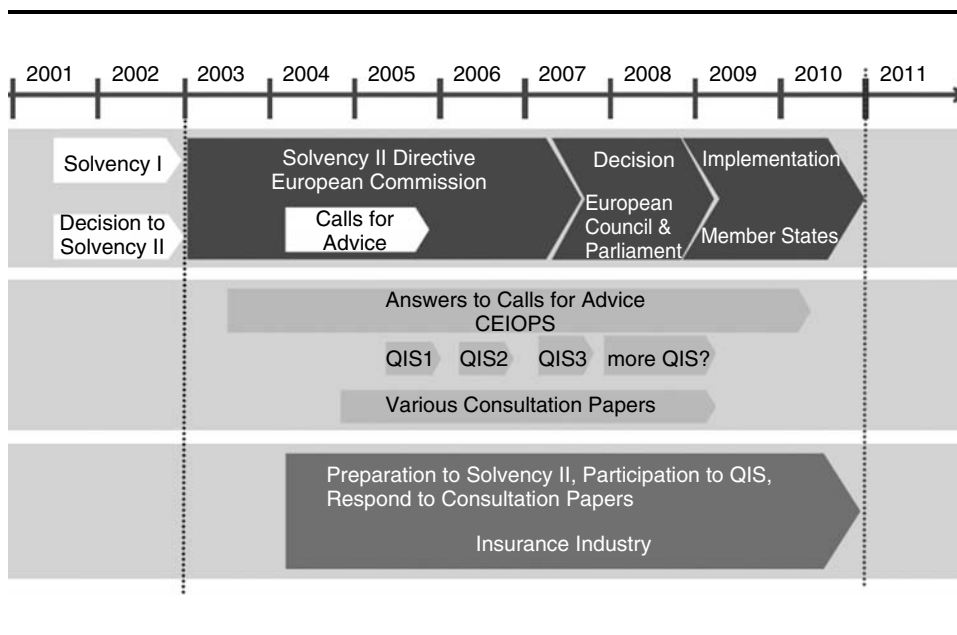 2001 2002 2003 2004 2005 2006 2007 2008 2009 2010 2011
Solvency I
Decision to
Solvency II
Solvency II Directive
European Commission
Calls for
Advice
Decision
European
Council &
Parliament
Implementation
Member States
Answers to Calls for Advice
CEIOPS
QIS1 QIS2 QIS3 more QIS?
Various Consultation Papers
Preparation to Solvency II, Participation to QIS,
Respond to Consultation Papers
Insurance Industry